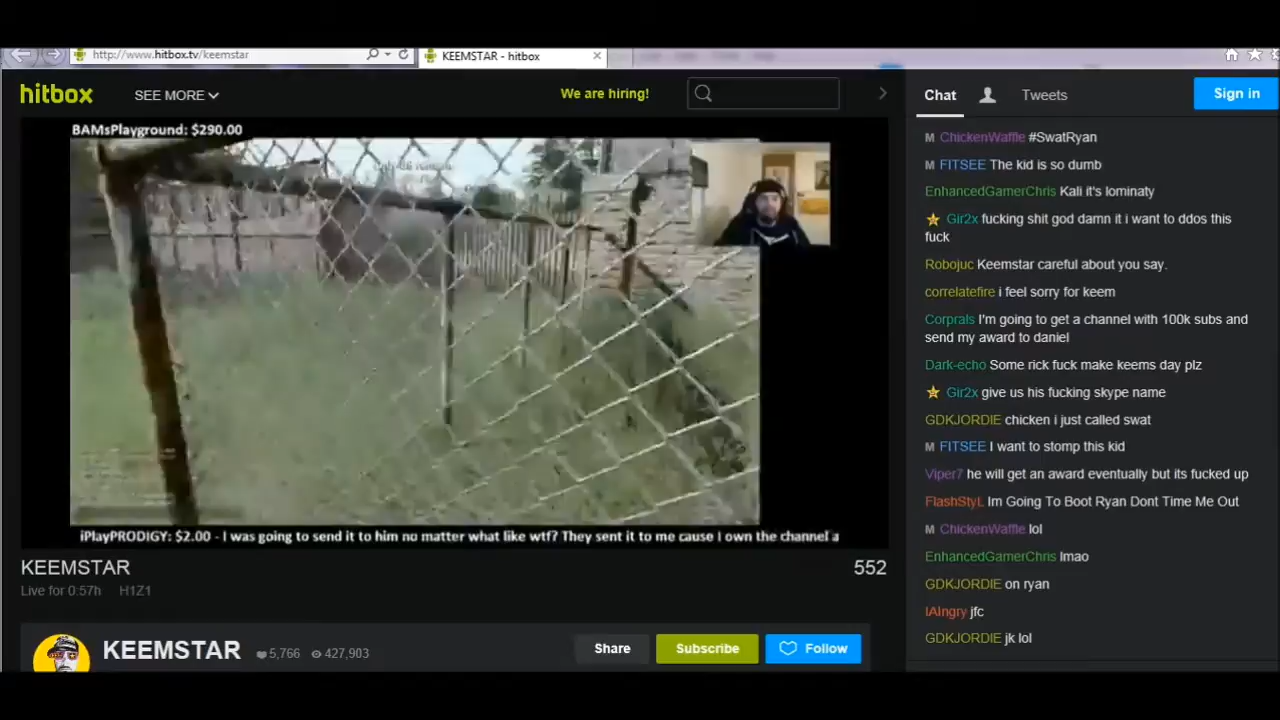 http://www.hitbox.tv/keemstar
KEEMSTAR - hitbox
hitbox
SEE MORE
We are hiring!
Chat
Tweets
Sign in
BAMsPlayground: $290.00
iPlayPRODIGY: $2.00 - I was going to send it to him no matter what like wtf? They sent it to me cause I own the channel a
KEEMSTAR
552
Live for 0:57h
H1Z1
KEEMSTAR
5,766
427,903
Share
Subscribe
Follow
M ChickenWaffle #SwatRyan
M FITSEE The kid is so dumb
EnhancedGamerChris Kali it's lominaty
Gir2x fucking shit god damn it i want to ddos this
fuck
Robojuc Keemstar careful about you say.
correlatefire i feel sorry for keem
Corprals I'm going to get a channel with 100k subs and
send my award to daniel
Dark-echo Some rick fuck make keems day plz
Gir2x give us his fucking skype name
GDKJORDIE chicken i just called swat
M FITSEE I want to stomp this kid
Viper7 he will get an award eventually but its fucked up
FlashStyL Im Going To Boot Ryan Dont Time Me Out
M ChickenWaffle lol
EnhancedGamerChris lmao
GDKJORDIE on ryan
IAIngry jfc
GDKJORDIE jk lol